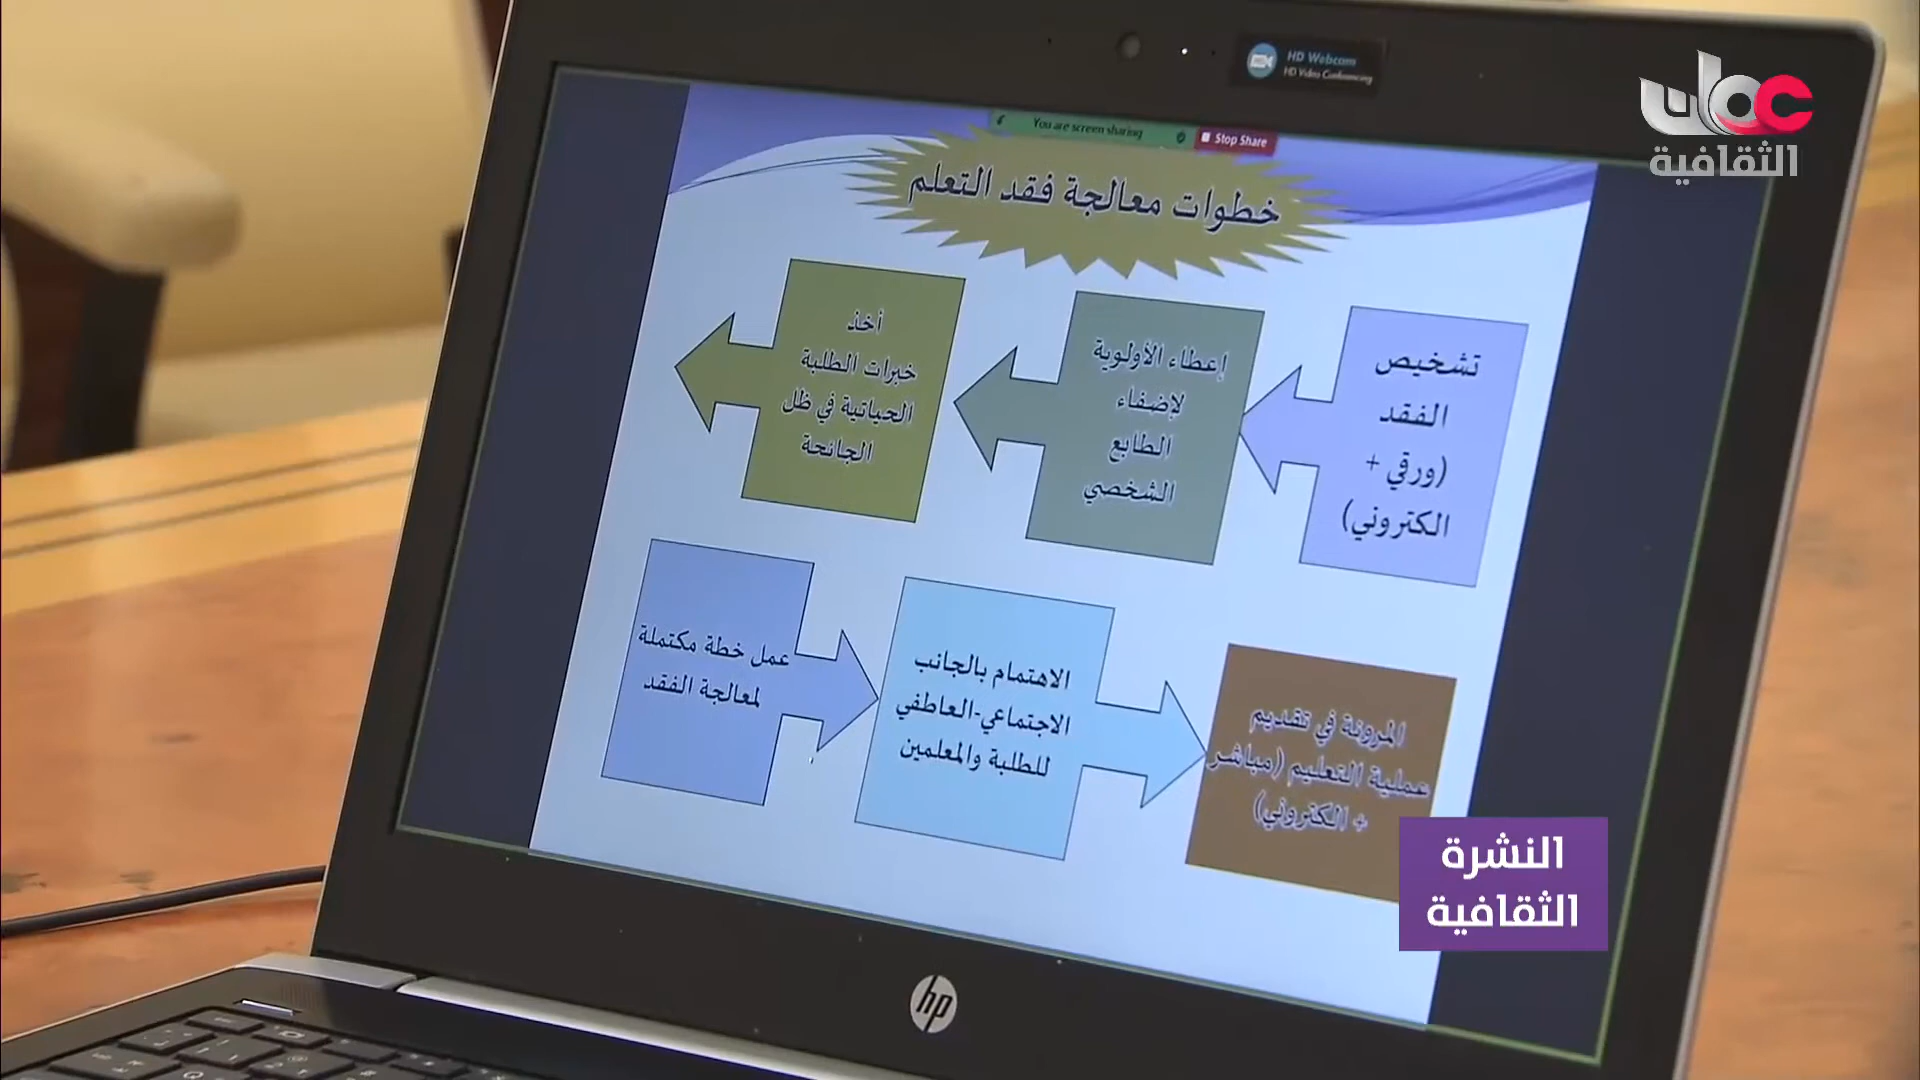 HD Webcam
HD Video Conferencing
عمان
الثقافية
You are screen sharing
Stop Share
خطوات معالجة فقد التعلم
تشخيص
الفقد
(ورقي +
الكتروني)
إعطاء الأولوية
لإضفاء
الطابع
الشخصي
أخذ
خبرات الطلبة
الحياتية في ظل
الجائحة
عمل خطة مكتملة
لمعالجة الفقد
الاهتمام بالجانب
الاجتماعي-العاطفي
للطلبة والمعلمين
المرونة في تقديم
عملية التعليم (مباشر
+ الكتروني)
النشرة
الثقافية
hp